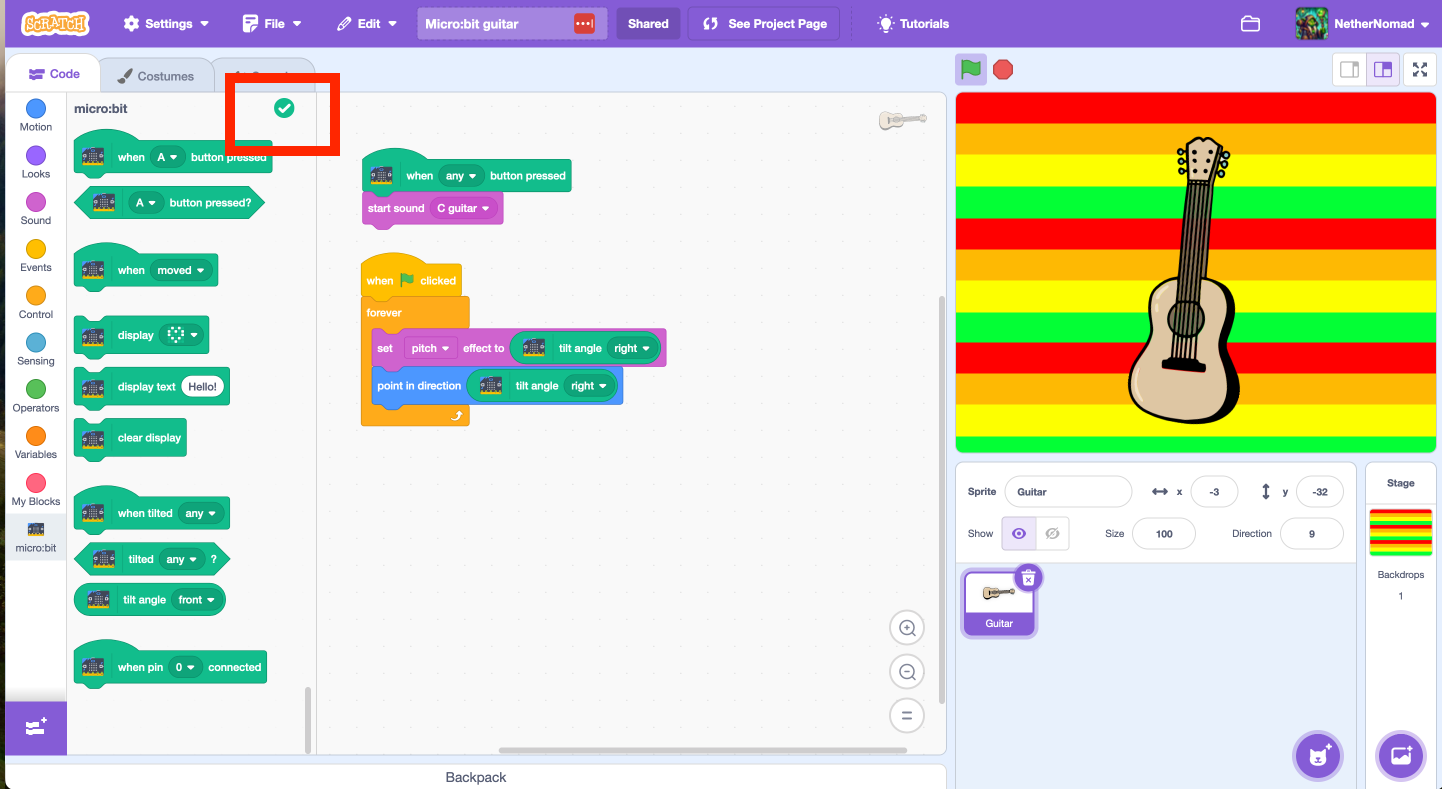 SCRATCH
Settings
File
Edit
Micro:bit guitar
Shared
See Project Page
Tutorials
NetherNomad
Code
Costumes
Motion
Looks
Sound
Events
Control
Sensing
Operators
Variables
My Blocks
micro:bit
micro:bit
when A button pressed
A button pressed?
when moved
display
display text Hello!
clear display
when tilted any
tilted any ?
tilt angle front
when pin 0 connected
when any button pressed
start sound C guitar
when clicked
forever
set pitch effect to tilt angle right
point in direction tilt angle right
Sprite Guitar x -3 y -32
Show Size 100 Direction 9
Guitar
Stage
Backdrops
1
Backpack